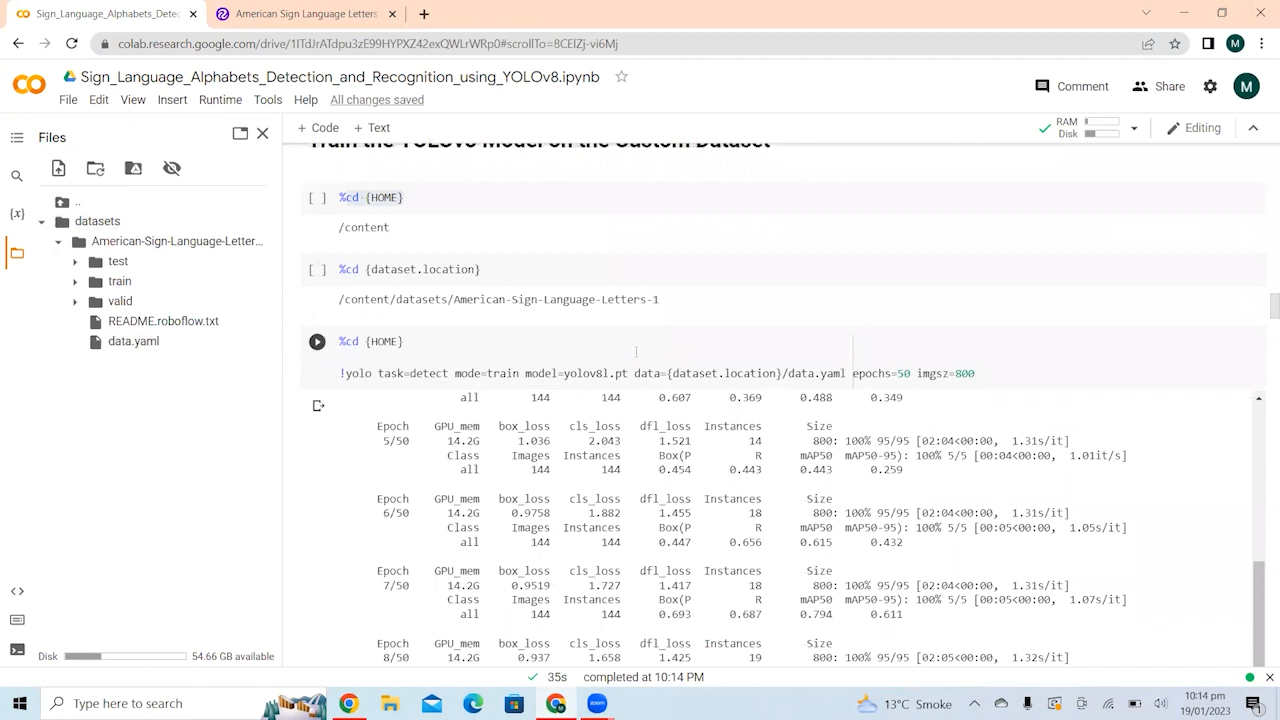 Sign_Language_Alphabets_Detec
American Sign Language Letters
colab.research.google.com/drive/1ITdJrATdpu3zE99HYPXZ42exQWLrWRp0#scrollTo=8CElZj-vi6Mj
M
Sign_Language_Alphabets_Detection_and_Recognition_using_YOLOv8.ipynb
File Edit View Insert Runtime Tools Help All changes saved
Comment Share M
Files
+ Code + Text
RAM
Disk
Editing
Train the YOLOv8 Model on the Custom Dataset
..
datasets
American-Sign-Language-Letter...
test
train
valid
README.roboflow.txt
data.yaml
[ ] %cd {HOME}
/content
[ ] %cd {dataset.location}
/content/datasets/American-Sign-Language-Letters-1
%cd {HOME}
!yolo task=detect mode=train model=yolov8l.pt data={dataset.location}/data.yaml epochs=50 imgsz=800
all 144 144 0.607 0.369 0.488 0.349
Epoch GPU_mem box_loss cls_loss dfl_loss Instances Size
5/50 14.2G 1.036 2.043 1.521 14 800: 100% 95/95 [02:04<00:00, 1.31s/it]
Class Images Instances Box(P R mAP50 mAP50-95): 100% 5/5 [00:04<00:00, 1.01it/s]
all 144 144 0.454 0.443 0.443 0.259
Epoch GPU_mem box_loss cls_loss dfl_loss Instances Size
6/50 14.2G 0.9758 1.882 1.455 18 800: 100% 95/95 [02:04<00:00, 1.31s/it]
Class Images Instances Box(P R mAP50 mAP50-95): 100% 5/5 [00:05<00:00, 1.05s/it]
all 144 144 0.447 0.656 0.615 0.432
Epoch GPU_mem box_loss cls_loss dfl_loss Instances Size
7/50 14.2G 0.9519 1.727 1.417 18 800: 100% 95/95 [02:04<00:00, 1.31s/it]
Class Images Instances Box(P R mAP50 mAP50-95): 100% 5/5 [00:05<00:00, 1.07s/it]
all 144 144 0.693 0.687 0.794 0.611
Epoch GPU_mem box_loss cls_loss dfl_loss Instances Size
8/50 14.2G 0.937 1.658 1.425 19 800: 100% 95/95 [02:05<00:00, 1.32s/it]
Disk 54.66 GB available
35s completed at 10:14 PM
Type here to search
zoom
13°C Smoke
10:14 pm
19/01/2023